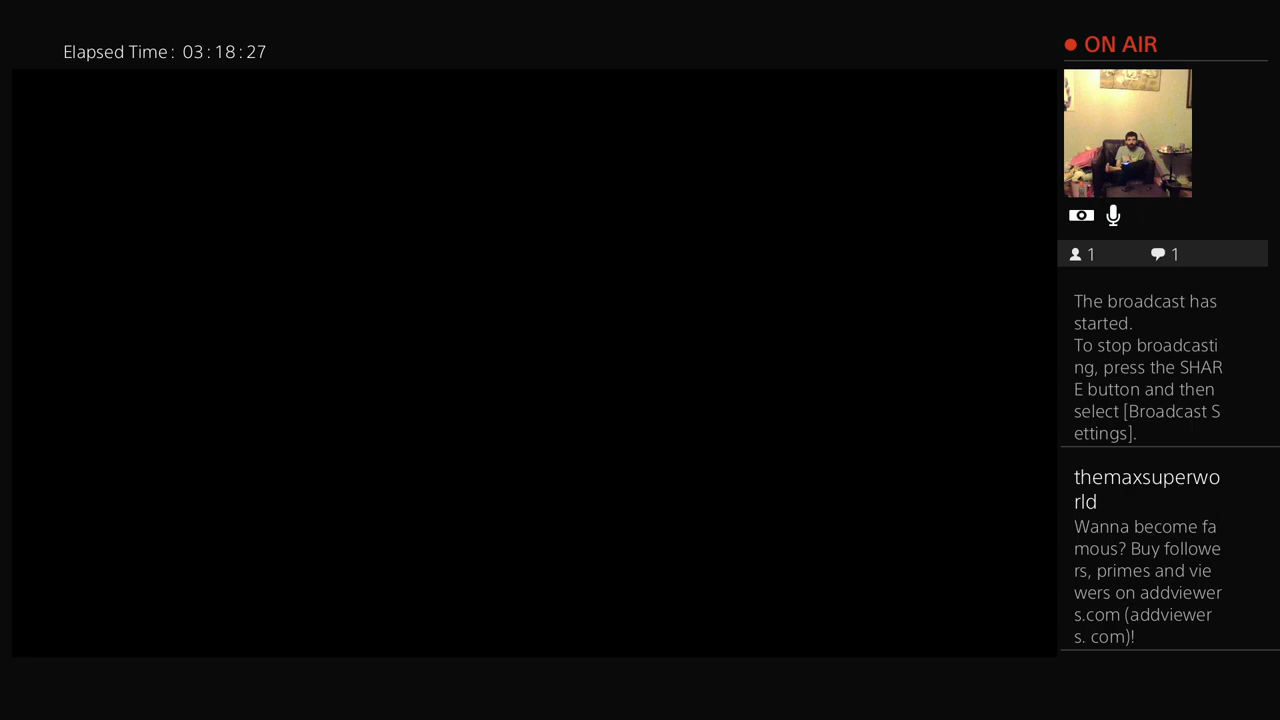 Elapsed Time: 03:18:27
ON AIR
1 1
The broadcast has
started.
To stop broadcasti
ng, press the SHAR
E button and then
select [Broadcast S
ettings].
themaxsuperwo
rld
Wanna become fa
mous? Buy followe
rs, primes and vie
wers on addviewer
s.com (addviewer
s. com)!